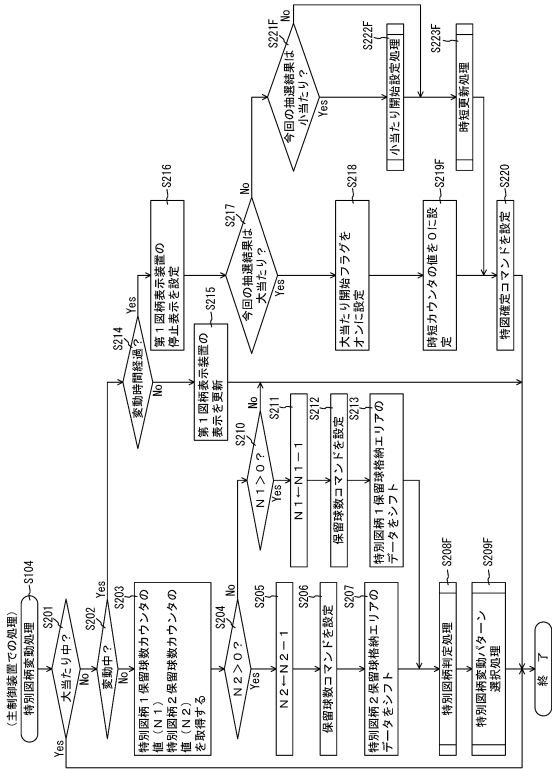 (主制御装置での処理)
特別図柄変動処理
S104
大当たり中?
S201
Yes
No
変動中?
S202
Yes
No
S203
特別図柄1保留球数カウンタの
値(N1)
特別図柄2保留球数カウンタの
値(N2)
を取得する
N2>0?
S204
No
Yes
S205
N2←N2-1
S206
保留球数コマンドを設定
S207
特別図柄2保留球格納エリアの
データをシフト
N1>0?
S210
No
Yes
S211
N1←N1-1
S212
保留球数コマンドを設定
S213
特別図柄1保留球格納エリアの
データをシフト
S208F
特別図柄判定処理
S209F
特別図柄変動パターン
選択処理
変動時間経過?
S214
Yes
No
S215
第1図柄表示装置の
表示を更新
S216
第1図柄表示装置の
停止表示を設定
S217
今回の抽選結果は
大当たり?
No
Yes
S218
大当たり開始フラグを
オンに設定
S219F
時短カウンタの値を0に設
定
S220
特図確定コマンドを設定
S221F
今回の抽選結果は
小当たり?
No
Yes
S222F
小当たり開始設定処理
S223F
時短更新処理
終了